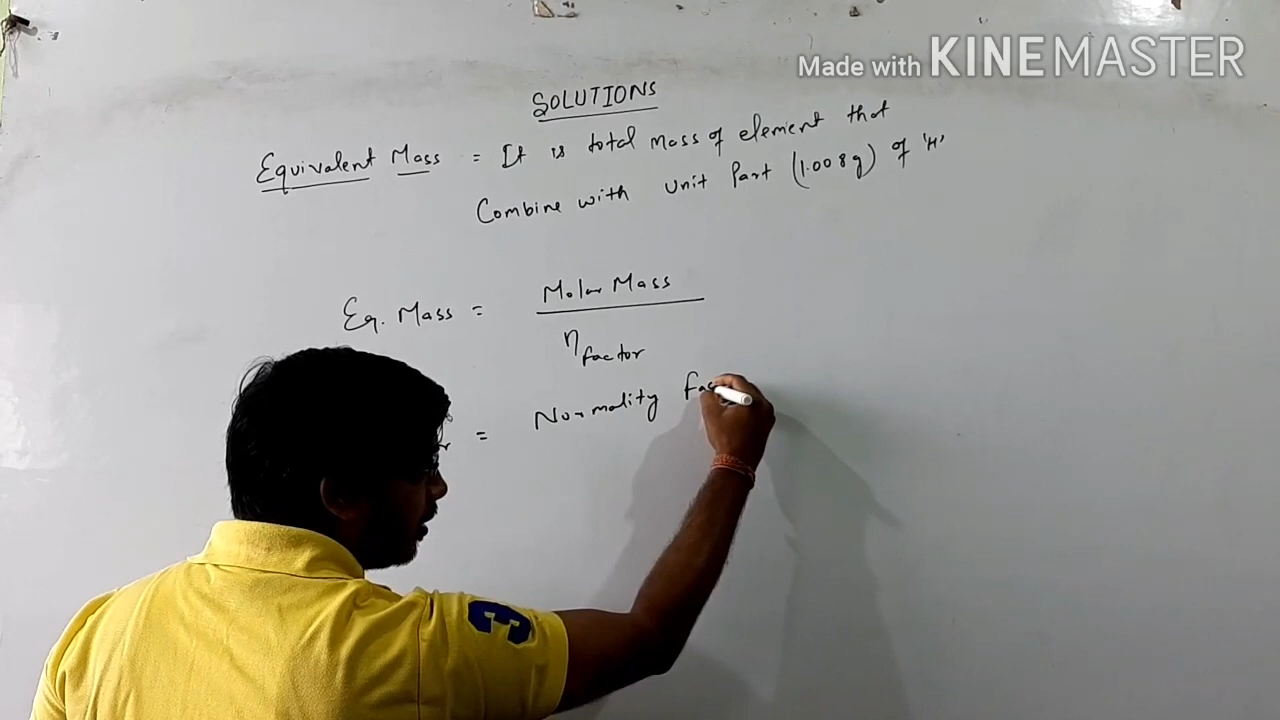 Made with KINEMASTER
SOLUTIONS
Equivalent Mass = It is total mass of element that
Combine with unit Part (1.008g) of 'H'
Eq. Mass = Molar Mass
η factor
= Normality
3